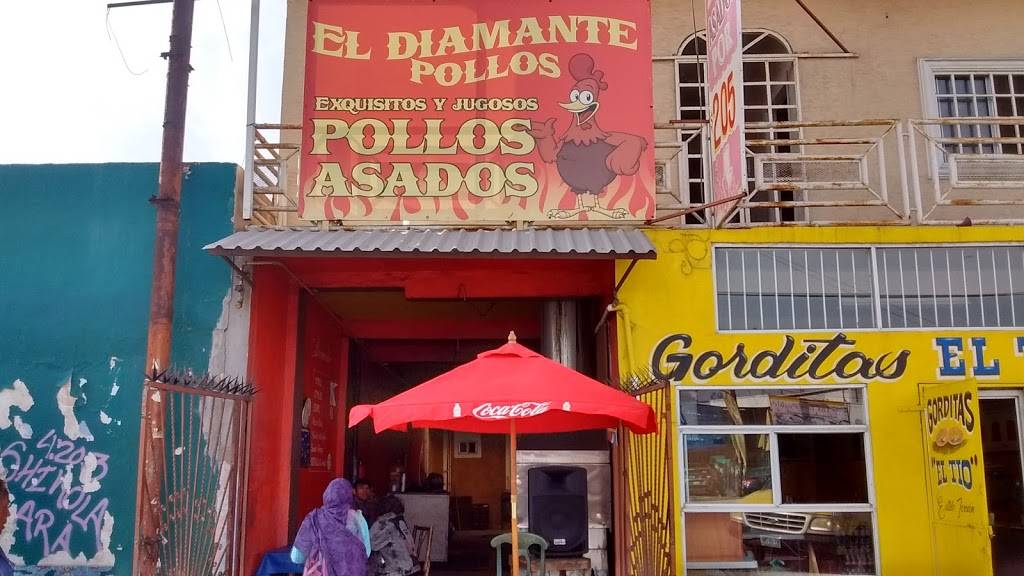 EL DIAMANTE
POLLOS
EXQUISITOS Y JUGOSOS
POLLOS
ASADOS
205
Coca-Cola
Gorditas EL
GORDITAS
"EL TIO"